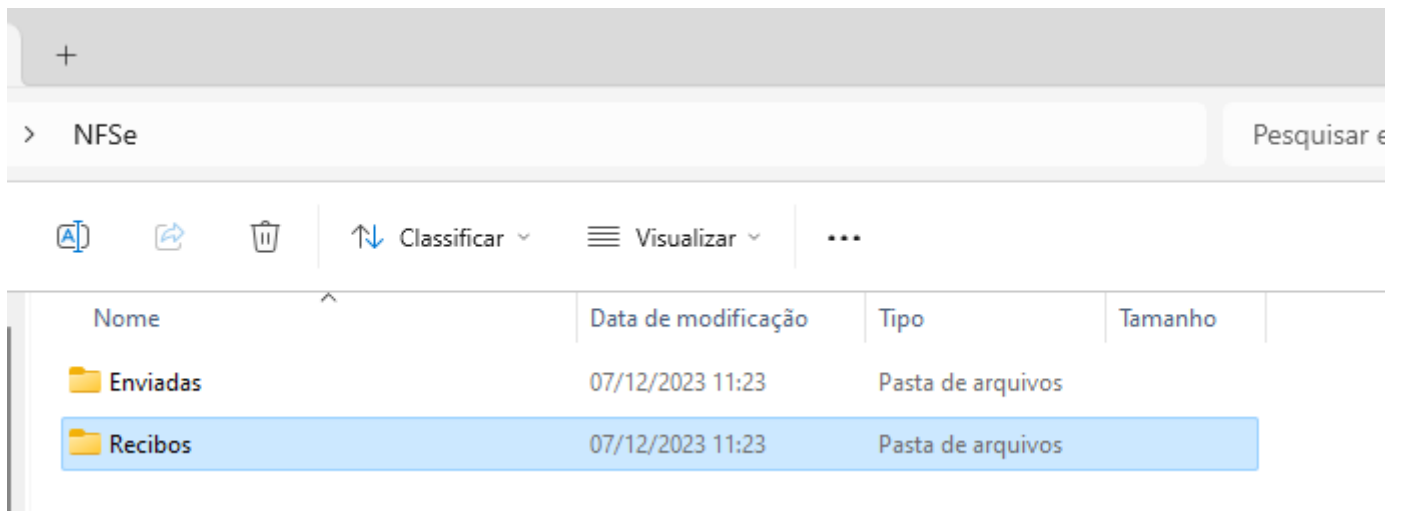 NFSe
Pesquisar e
Classificar
Visualizar
Nome Data de modificação Tipo Tamanho
Enviadas 07/12/2023 11:23 Pasta de arquivos
Recibos 07/12/2023 11:23 Pasta de arquivos